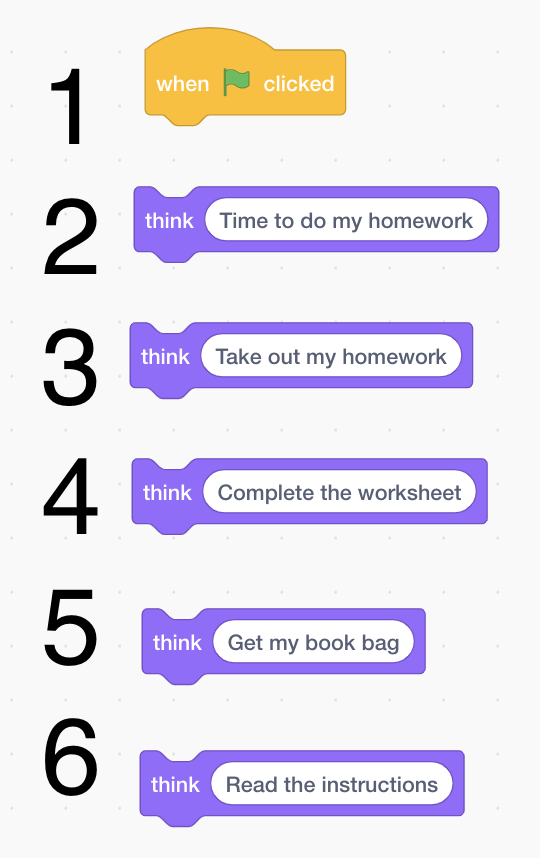 1 when clicked
2 think Time to do my homework
3 think Take out my homework
4 think Complete the worksheet
5 think Get my book bag
6 think Read the instructions